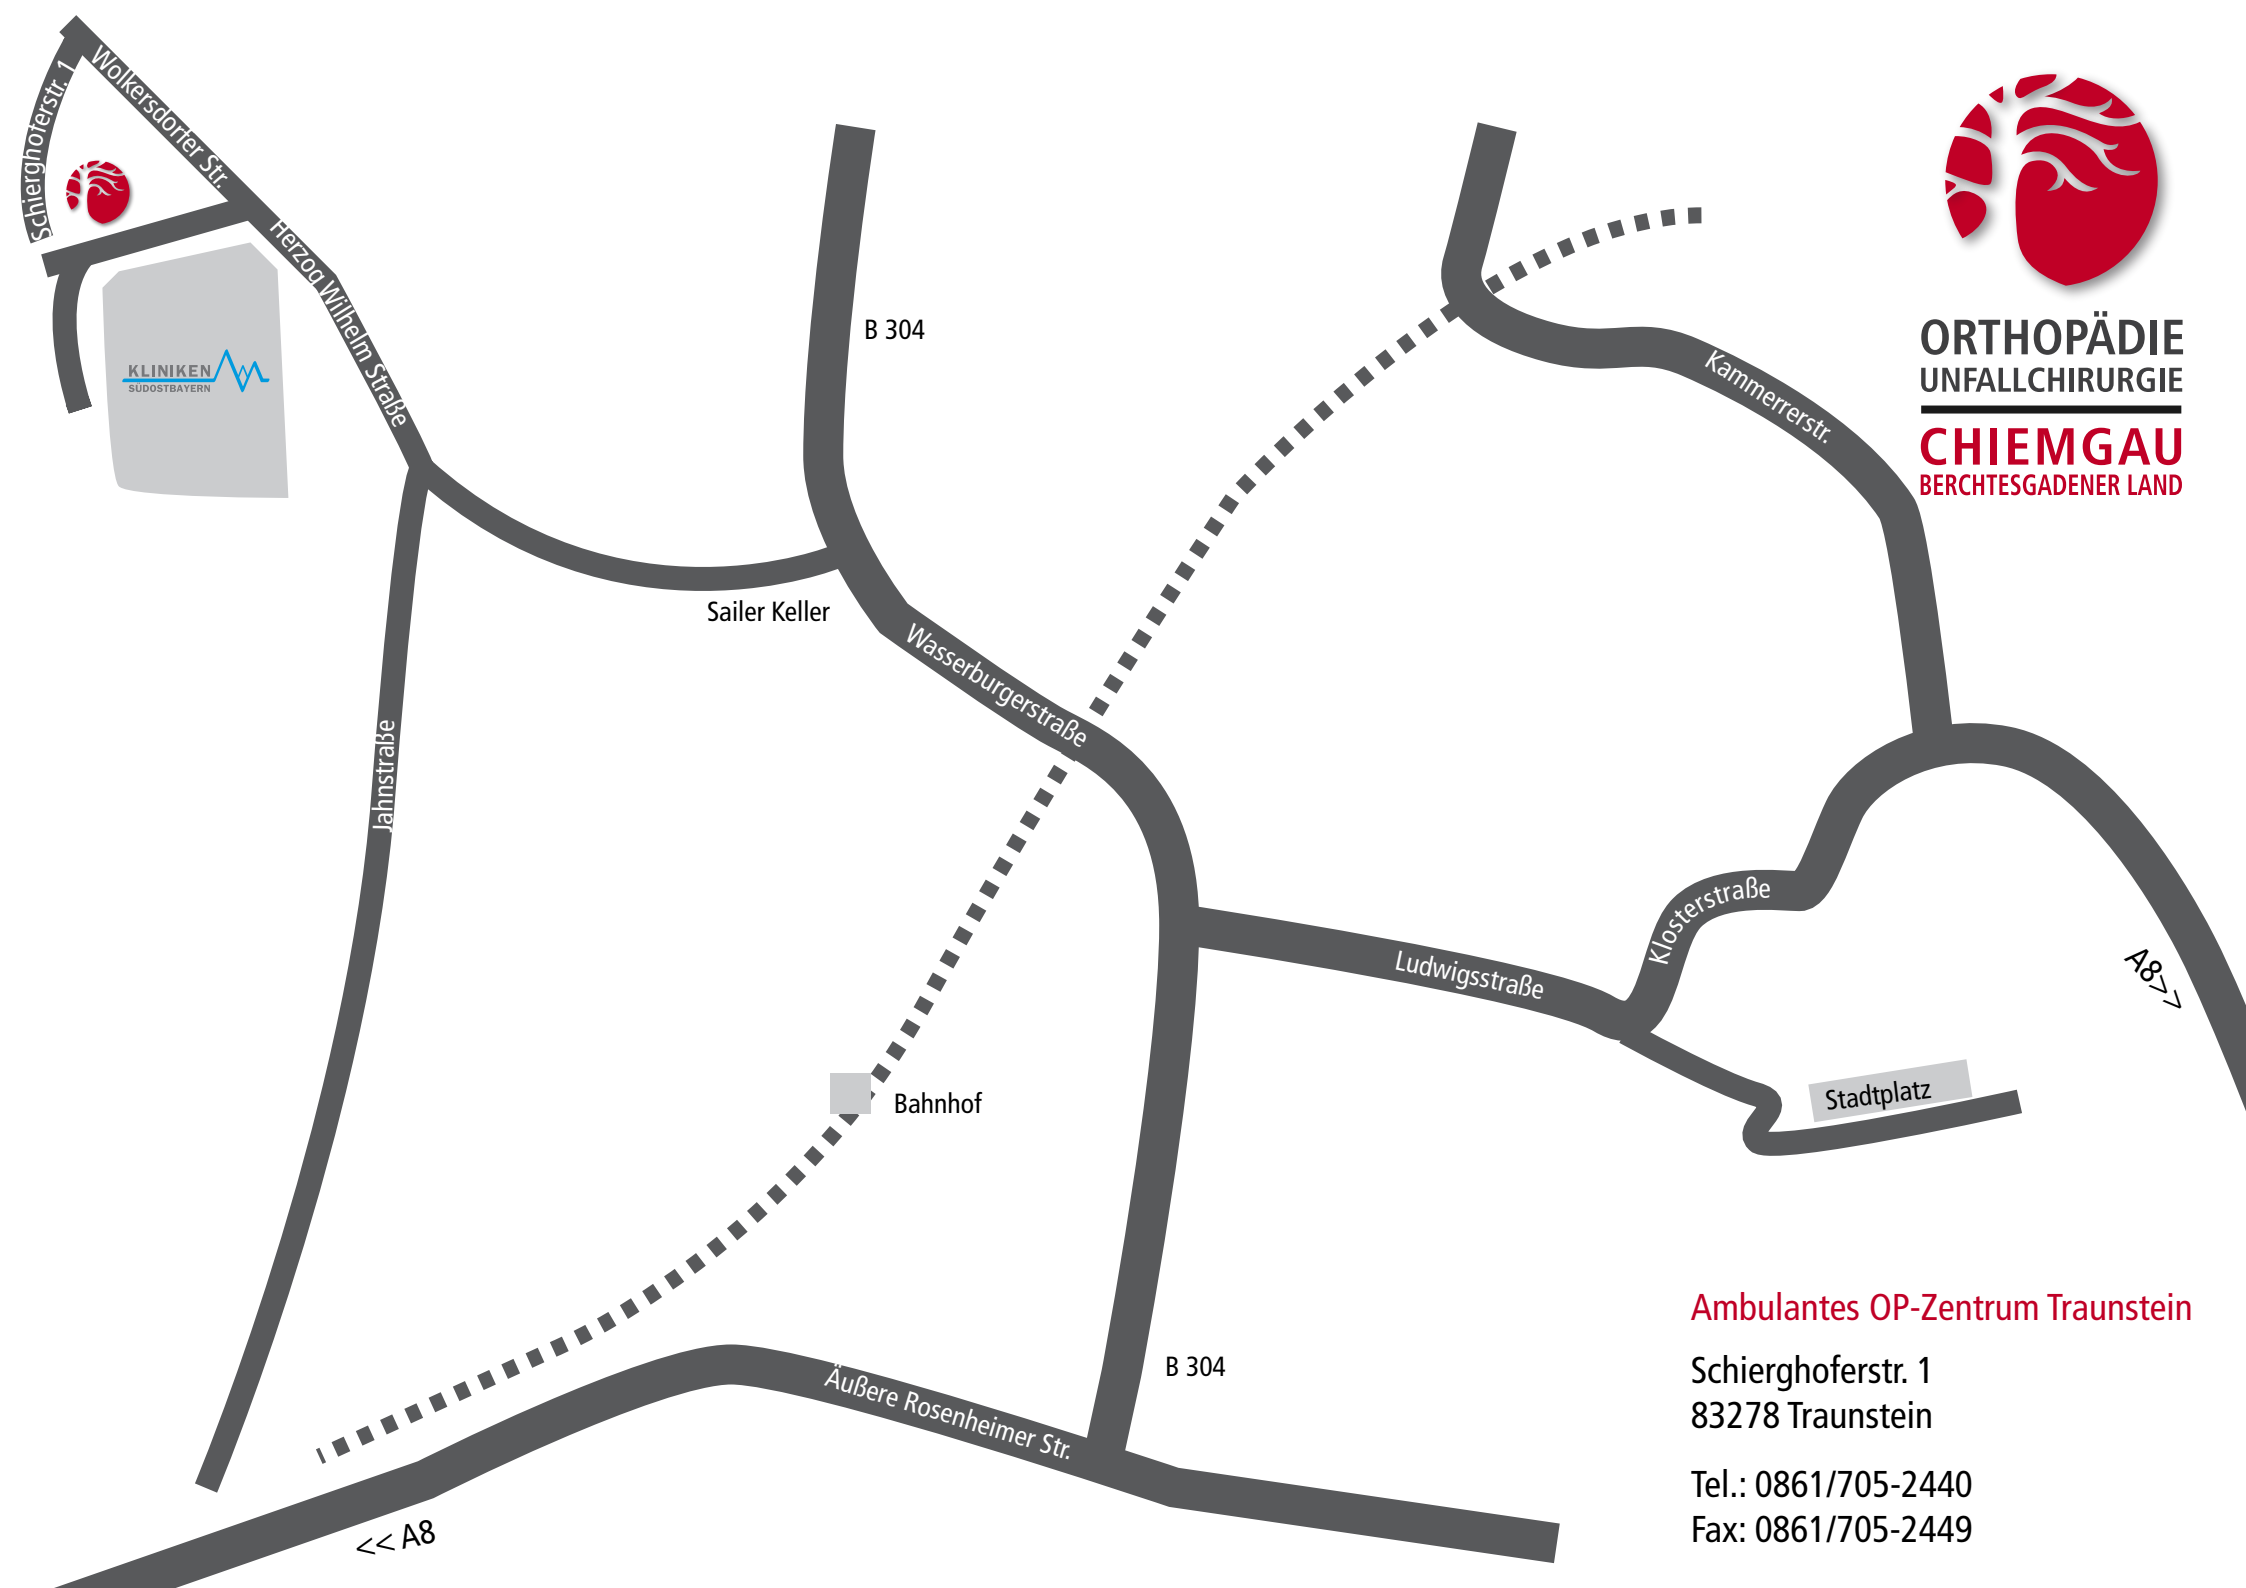 Schierghoferstr. 1
Wolkersdorfer Str.
Herzog Wilhelm Straße
KLINIKEN
SÜDOSTBAYERN
B 304
Sailer Keller
Wasserburgerstraße
Jahnstraße
Kammerrerstr.
ORTHOPÄDIE
UNFALLCHIRURGIE
CHIEMGAU
BERCHTESGADENER LAND
Klosterstraße
Ludwigsstraße
A8>>
Stadtplatz
Bahnhof
B 304
Äußere Rosenheimer Str.
<< A8
Ambulantes OP-Zentrum Traunstein
Schierghoferstr. 1
83278 Traunstein
Tel.: 0861/705-2440
Fax: 0861/705-2449